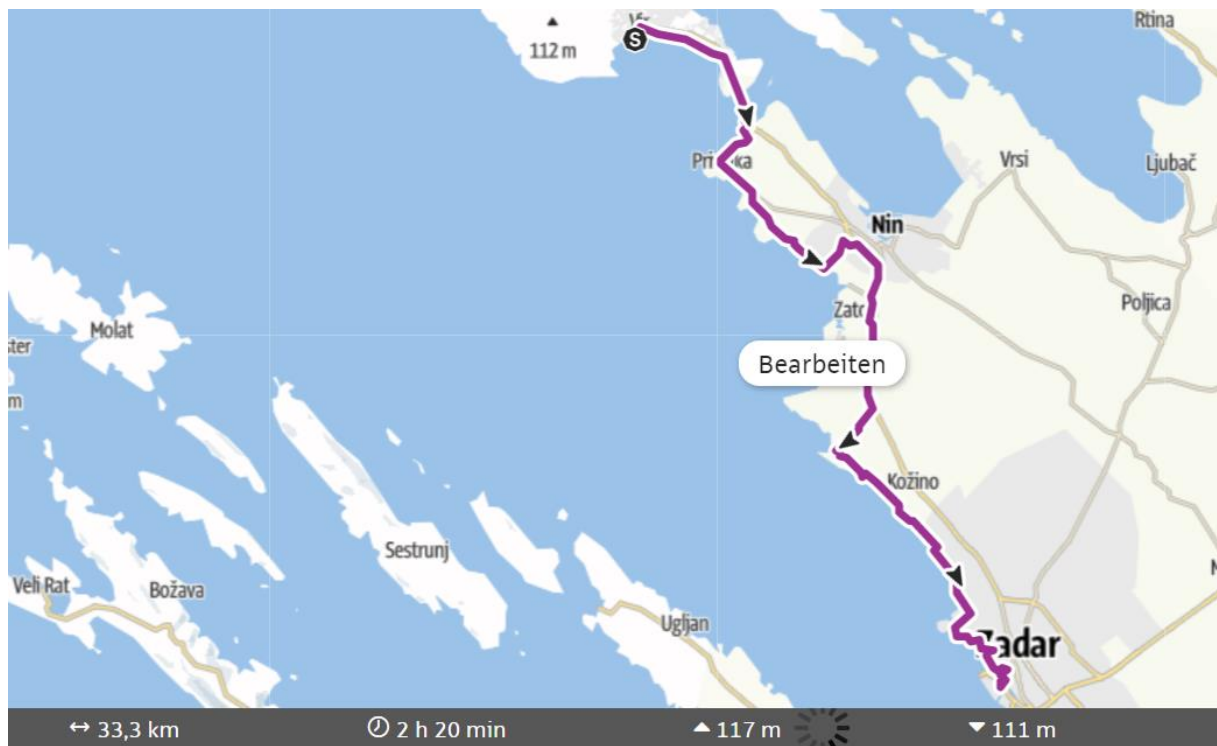 Rtina
112 m
S
Vrsi
Ljubač
Nin
Poljica
Molat
Bearbeiten
Kožino
Sestrunj
Veli Rat
Božava
Ugljan
Zadar
33,3 km
2 h 20 min
117 m
111 m